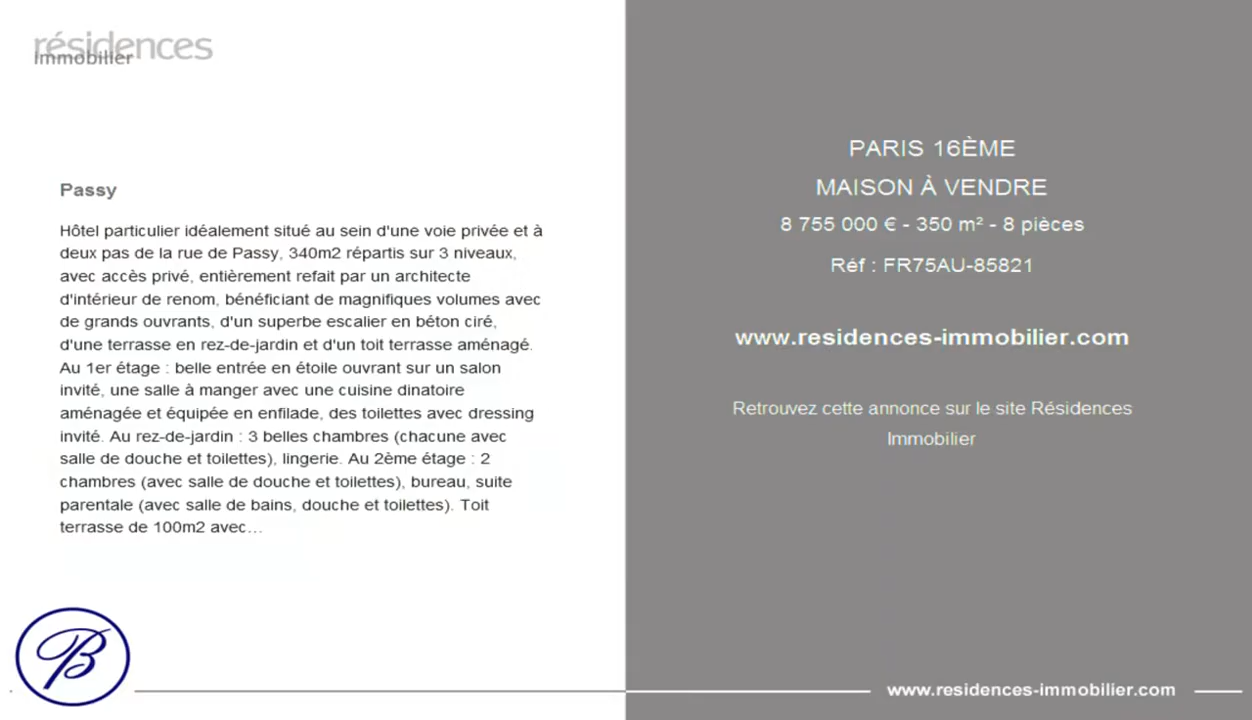 résidences
Immobilier
Passy
Hôtel particulier idéalement situé au sein d'une voie privée et à
deux pas de la rue de Passy, 340m2 répartis sur 3 niveaux,
avec accès privé, entièrement refait par un architecte
d'intérieur de renom, bénéficiant de magnifiques volumes avec
de grands ouvrants, d'un superbe escalier en béton ciré,
d'une terrasse en rez-de-jardin et d'un toit terrasse aménagé.
Au 1er étage : belle entrée en étoile ouvrant sur un salon
invité, une salle à manger avec une cuisine dinatoire
aménagée et équipée en enfilade, des toilettes avec dressing
invité. Au rez-de-jardin : 3 belles chambres (chacune avec
salle de douche et toilettes), lingerie. Au 2ème étage : 2
chambres (avec salle de douche et toilettes), bureau, suite
parentale (avec salle de bains, douche et toilettes). Toit
terrasse de 100m2 avec...
B
PARIS 16ÈME
MAISON À VENDRE
8 755 000 € - 350 m² - 8 pièces
Réf : FR75AU-85821
www.residences-immobilier.com
Retrouvez cette annonce sur le site Résidences
Immobilier
www.residences-immobilier.com